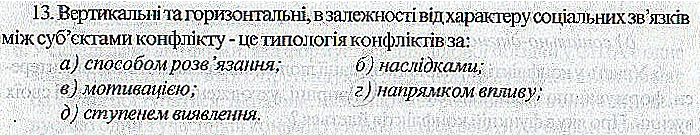 13. Вертикальні та горизонтальні, в залежності від характеру соціальних зв’язків
між суб’єктами конфлікту - це типологія конфліктів за:
а) способом розв’язання; б) наслідками;
в) мотивацією; г) напрямком впливу;
д) ступенем виявлення.